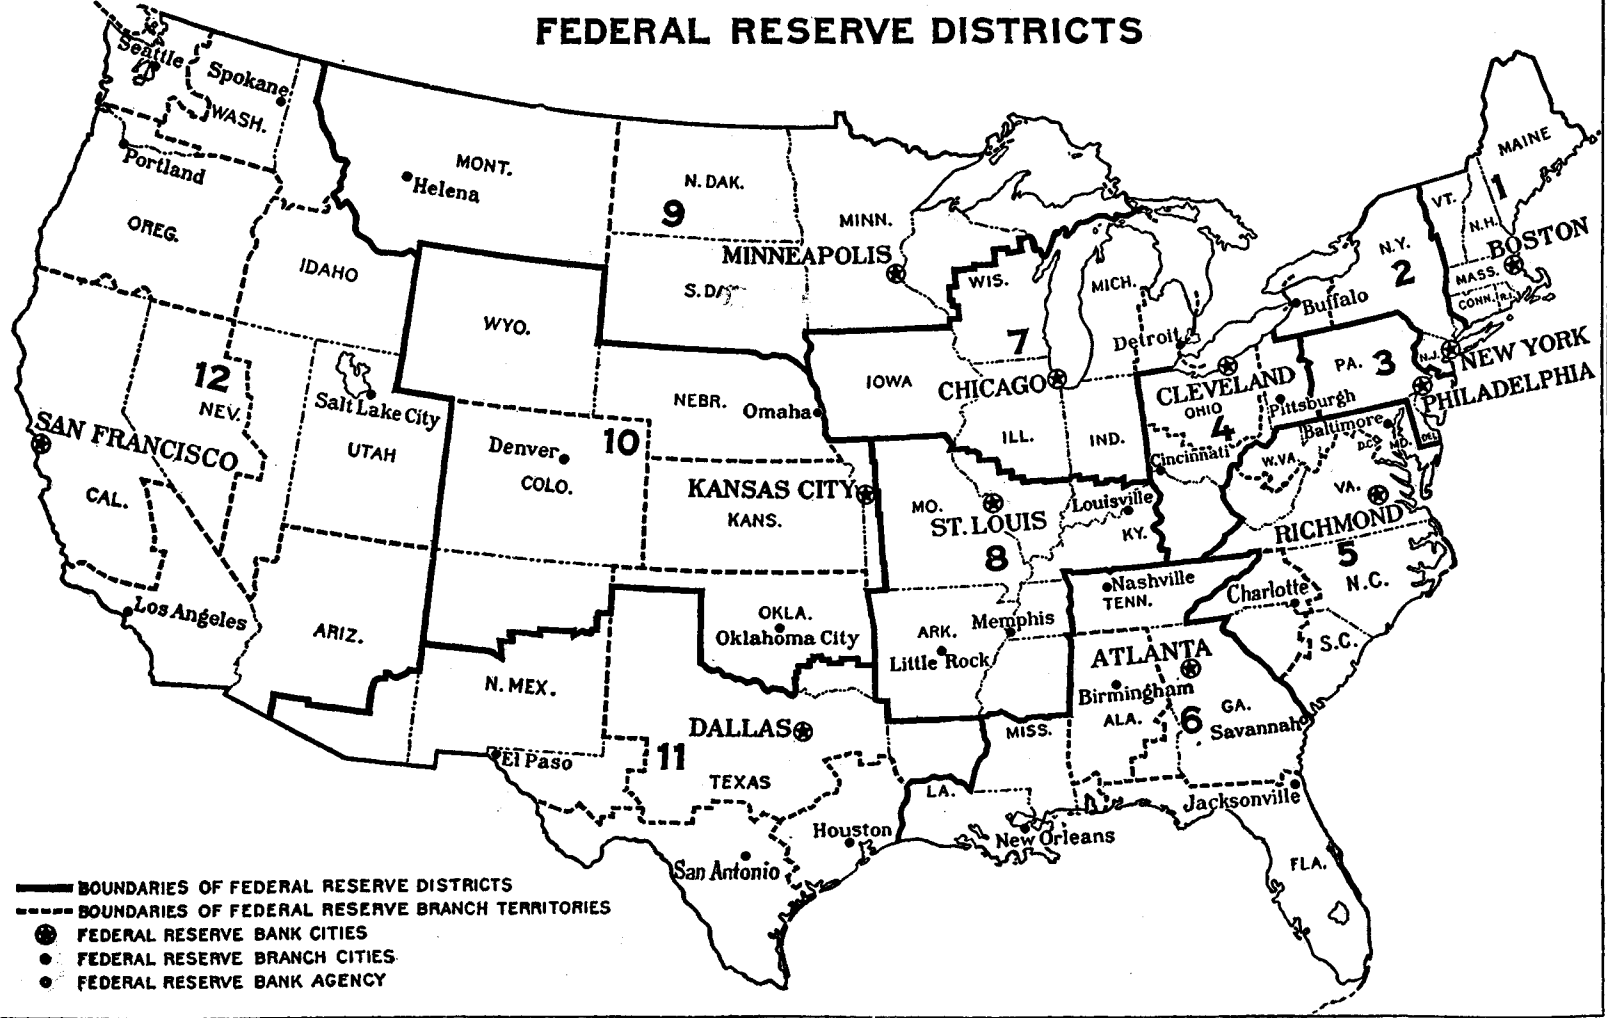 FEDERAL RESERVE DISTRICTS
Seattle
Spokane
WASH.
Portland
OREG.
IDAHO
MONT.
Helena
N. DAK.
9
MINN.
MINNEAPOLIS
WYO.
WIS.
MICH.
7
Detroit
IOWA
CHICAGO
ILL.
IND.
MAINE
VT.
1
N.H.
BOSTON
MASS.
CONN.
R.I.
N.Y.
2
Buffalo
NEW YORK
N.J.
PA.
3
PHILADELPHIA
CLEVELAND
OHIO
4
Pittsburgh
Cincinnati
Baltimore
D.C.
MD.
DEL.
W.VA.
VA.
RICHMOND
5
12
NEV.
SAN FRANCISCO
CAL.
Salt Lake City
UTAH
Los Angeles
ARIZ.
NEBR.
Omaha
10
Denver
COLO.
KANSAS CITY
KANS.
OKLA.
Oklahoma City
MO.
ST. LOUIS
8
Louisville
KY.
Nashville
TENN.
Memphis
ARK.
Little Rock
Charlotte
N.C.
S.C.
ATLANTA
Birmingham
ALA.
6
GA.
Savannah
Jacksonville
FLA.
MISS.
LA.
New Orleans
N. MEX.
El Paso
DALLAS
11
TEXAS
Houston
San Antonio
BOUNDARIES OF FEDERAL RESERVE DISTRICTS
BOUNDARIES OF FEDERAL RESERVE BRANCH TERRITORIES
FEDERAL RESERVE BANK CITIES
FEDERAL RESERVE BRANCH CITIES
FEDERAL RESERVE BANK AGENCY